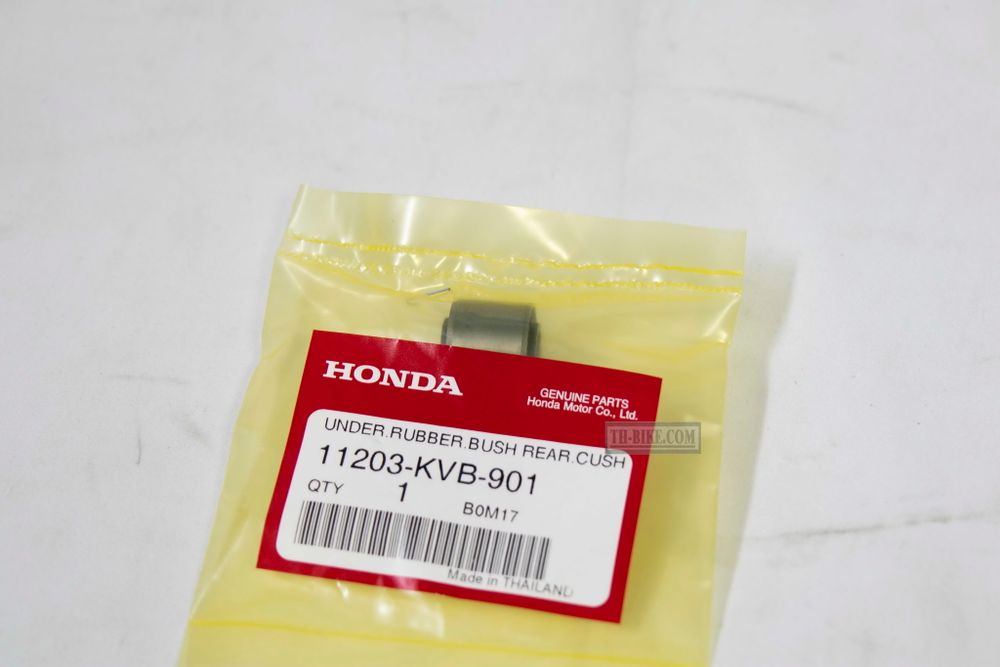 HONDA
GENUINE PARTS
Honda Motor Co., Ltd.
TH-BIKE.COM
UNDER.RUBBER.BUSH REAR.CUSH
11203-KVB-901
QTY 1
B0M17
Made in THAILAND